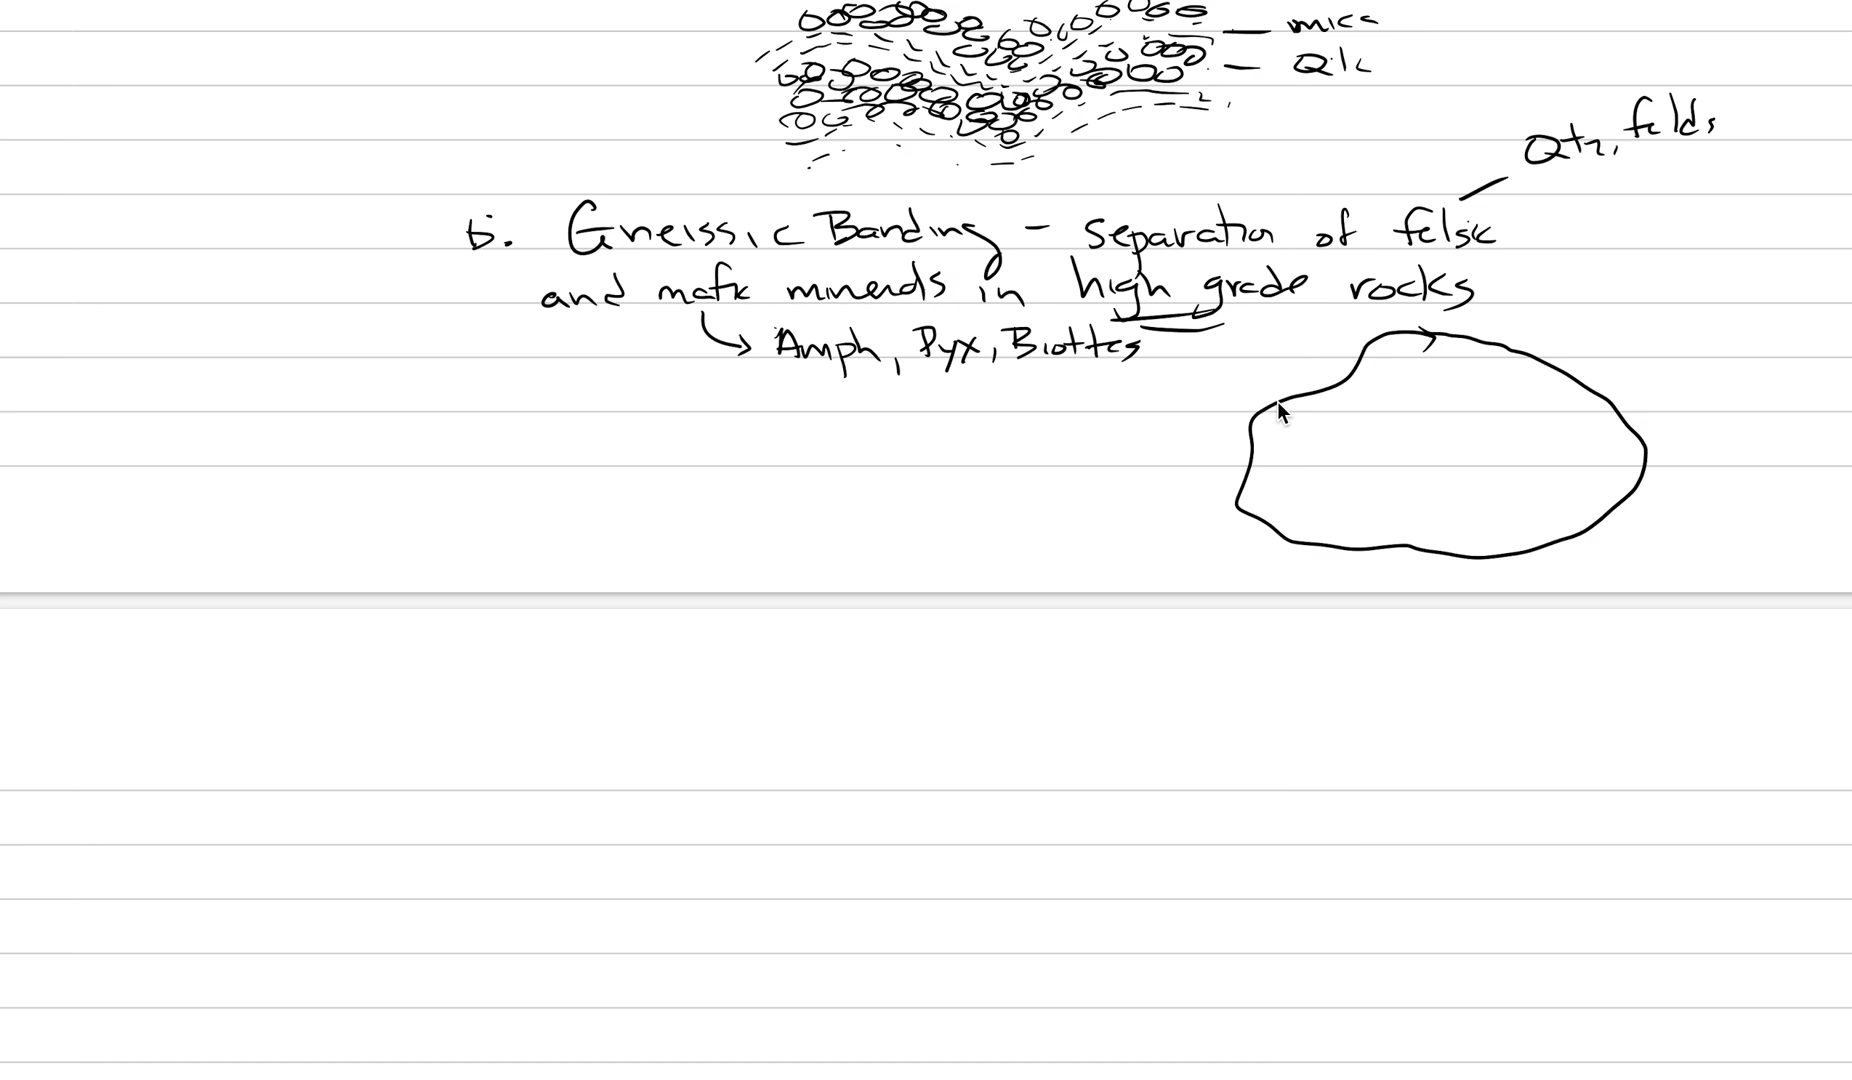 — mica
— Qtz
Qtz, felds
b. Gneissic Banding – separation of felsic
and mafic minerals in high grade rocks
→ Amph, Pyx, Biotites